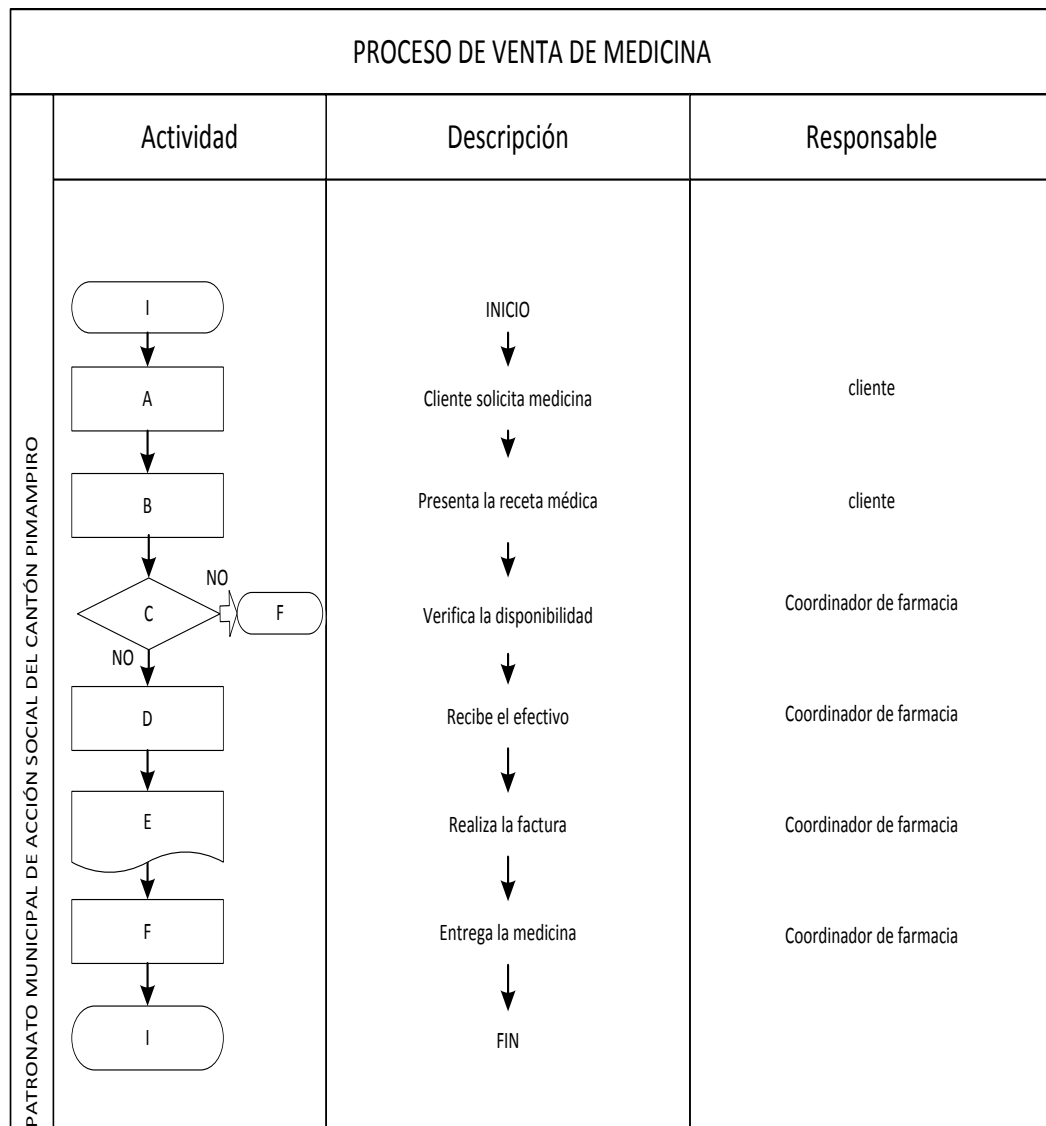 PROCESO DE VENTA DE MEDICINA
PATRONATO MUNICIPAL DE ACCIÓN SOCIAL DEL CANTÓN PIMAMPIRO
Actividad Descripción Responsable
I INICIO
A Cliente solicita medicina cliente
B Presenta la receta médica cliente
NO
C F Verifica la disponibilidad Coordinador de farmacia
NO
D Recibe el efectivo Coordinador de farmacia
E Realiza la factura Coordinador de farmacia
F Entrega la medicina Coordinador de farmacia
I FIN